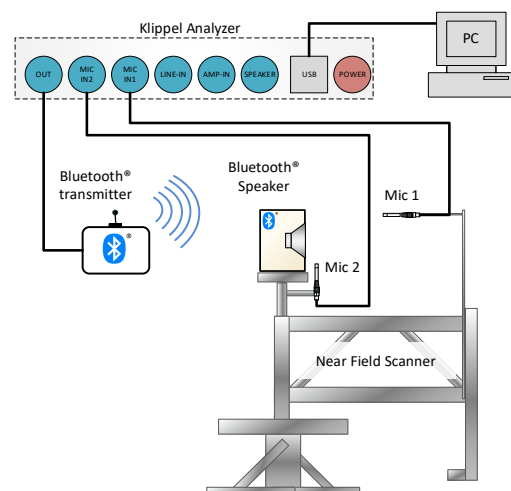 Klippel Analyzer
OUT
MIC
IN2
MIC
IN1
LINE-IN
AMP-IN
SPEAKER
USB
POWER
PC
Bluetooth®
transmitter
Bluetooth®
Speaker
Mic 1
®
®
Mic 2
Near Field Scanner